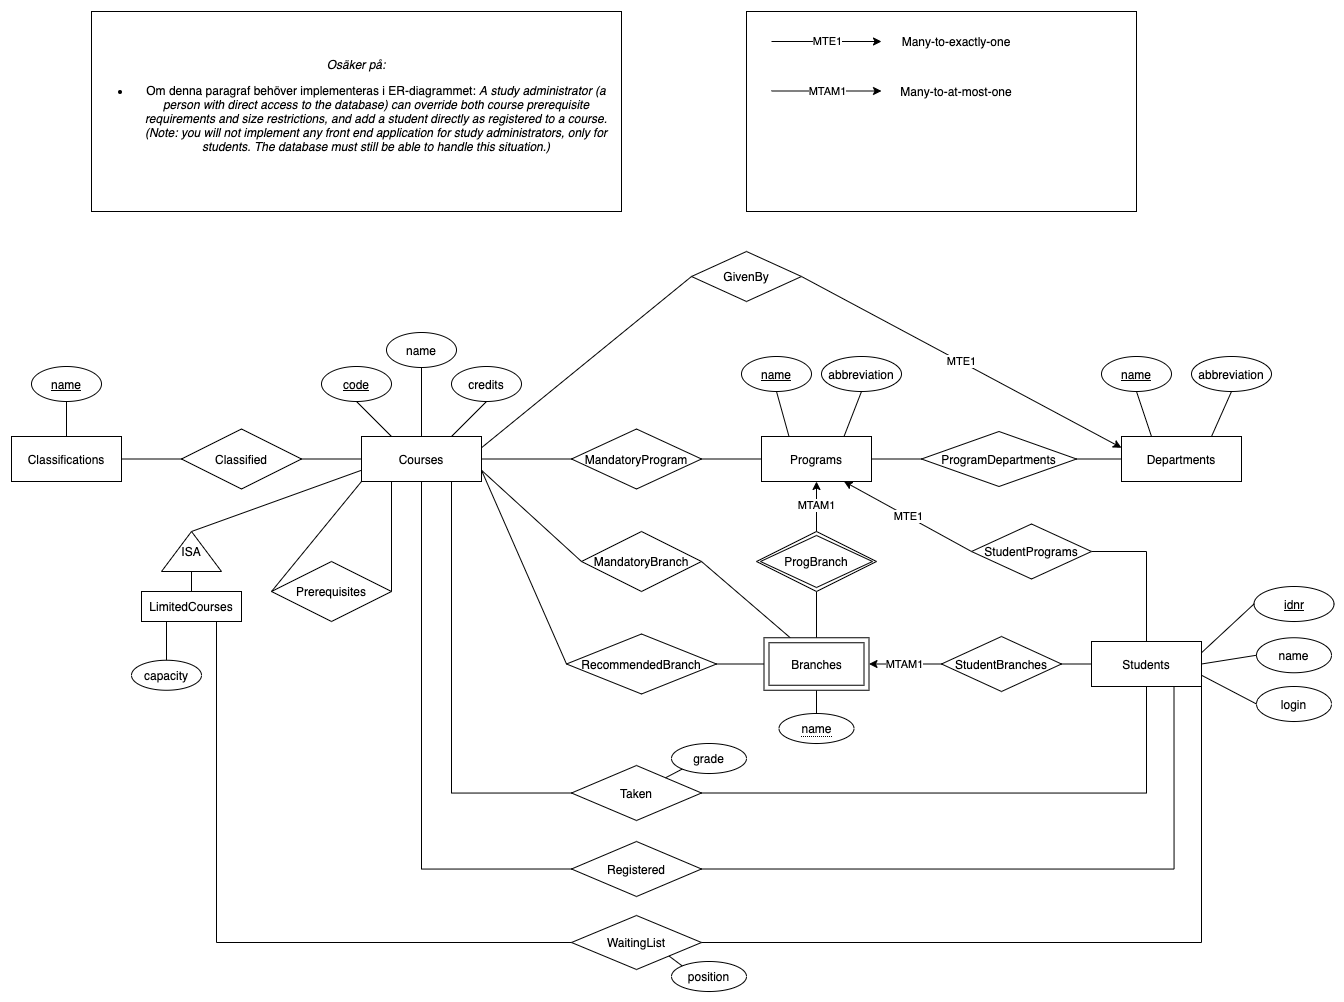 Osäker på:
• Om denna paragraf behöver implementeras i ER-diagrammet: A study administrator (a
person with direct access to the database) can override both course prerequisite
requirements and size restrictions, and add a student directly as registered to a course.
(Note: you will not implement any front end application for study administrators, only for
students. The database must still be able to handle this situation.)
MTE1
Many-to-exactly-one
MTAM1
Many-to-at-most-one
GivenBy
MTE1
name
name
code
credits
name
abbreviation
name
abbreviation
Classifications
Classified
Courses
MandatoryProgram
Programs
ProgramDepartments
Departments
MTAM1
MTE1
ISA
StudentPrograms
MandatoryBranch
ProgBranch
Prerequisites
LimitedCourses
idnr
name
login
capacity
RecommendedBranch
Branches
MTAM1
StudentBranches
Students
name
grade
Taken
Registered
WaitingList
position